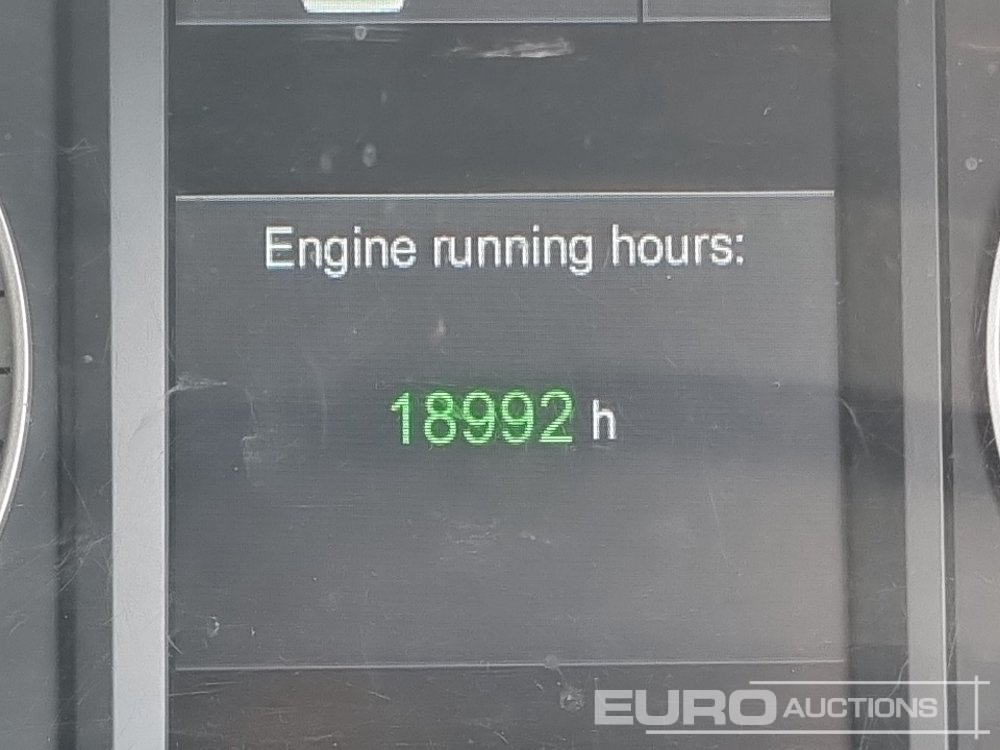 Engine running hours:
18992 h
EURO AUCTIONS